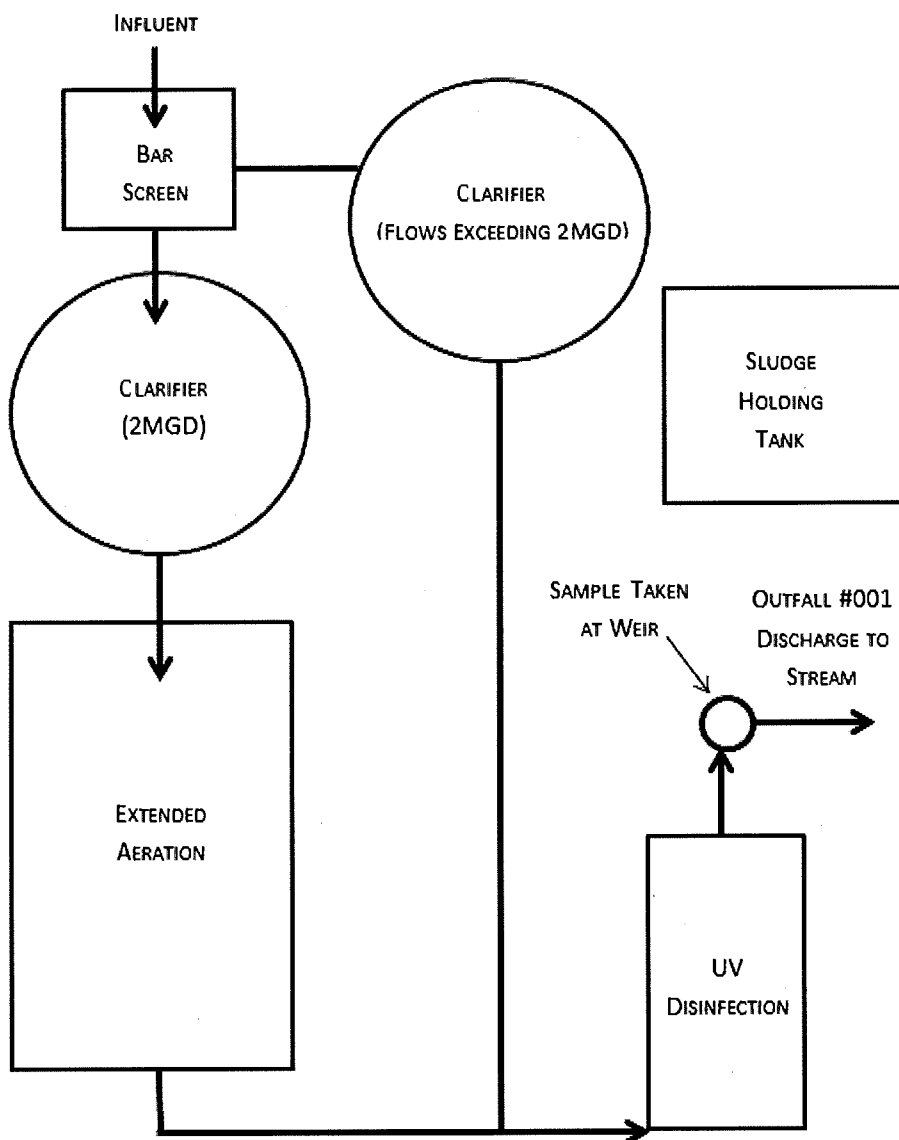 INFLUENT
BAR
SCREEN
CLARIFIER
(FLOWS EXCEEDING 2MGD)
CLARIFIER
(2MGD)
SLUDGE
HOLDING
TANK
SAMPLE TAKEN
AT WEIR
OUTFALL #001
DISCHARGE TO
STREAM
EXTENDED
AERATION
UV
DISINFECTION